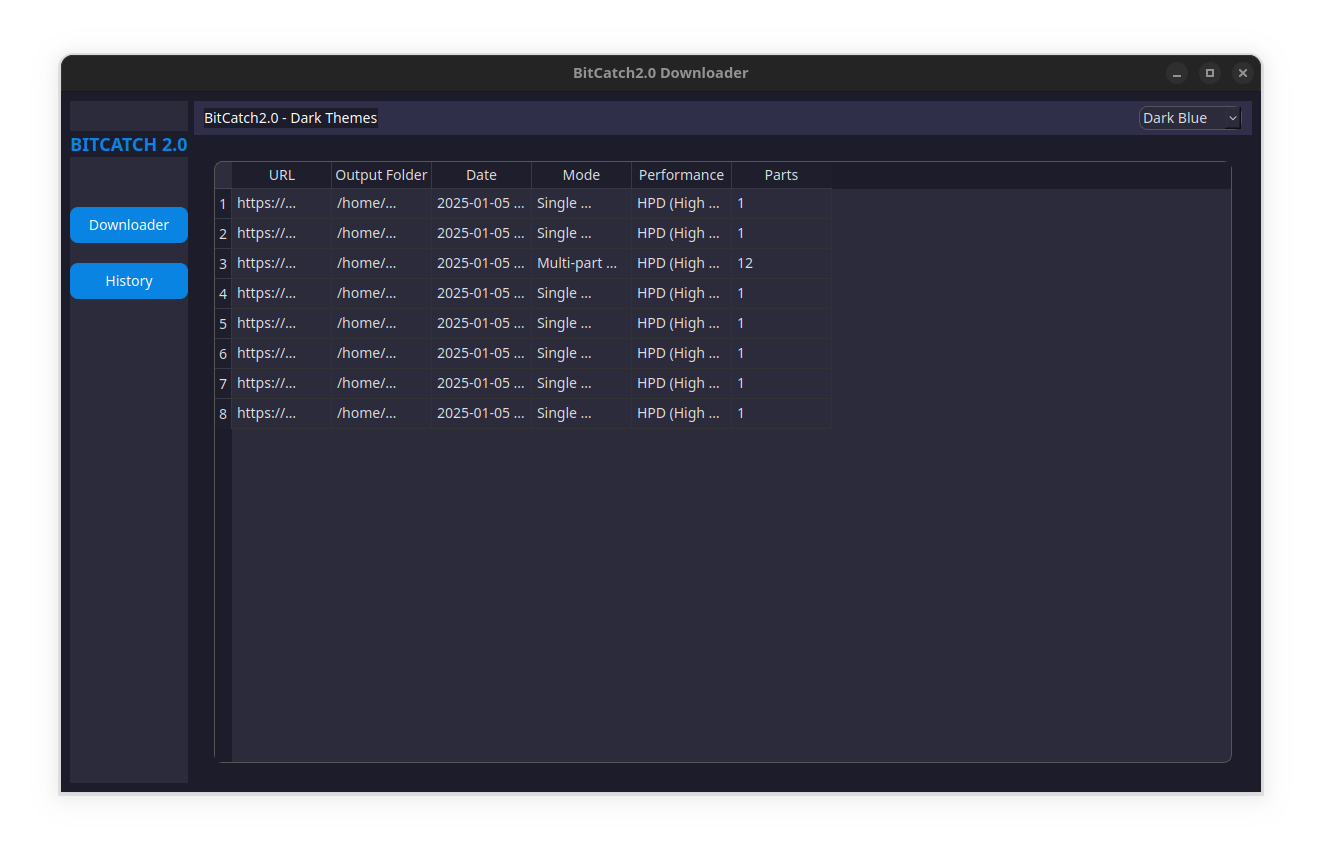 BitCatch2.0 Downloader
BITCATCH 2.0
Downloader
History
BitCatch2.0 - Dark Themes
Dark Blue
URL Output Folder Date Mode Performance Parts
1 https://... /home/... 2025-01-05 ... Single ... HPD (High ... 1
2 https://... /home/... 2025-01-05 ... Single ... HPD (High ... 1
3 https://... /home/... 2025-01-05 ... Multi-part ... HPD (High ... 12
4 https://... /home/... 2025-01-05 ... Single ... HPD (High ... 1
5 https://... /home/... 2025-01-05 ... Single ... HPD (High ... 1
6 https://... /home/... 2025-01-05 ... Single ... HPD (High ... 1
7 https://... /home/... 2025-01-05 ... Single ... HPD (High ... 1
8 https://... /home/... 2025-01-05 ... Single ... HPD (High ... 1